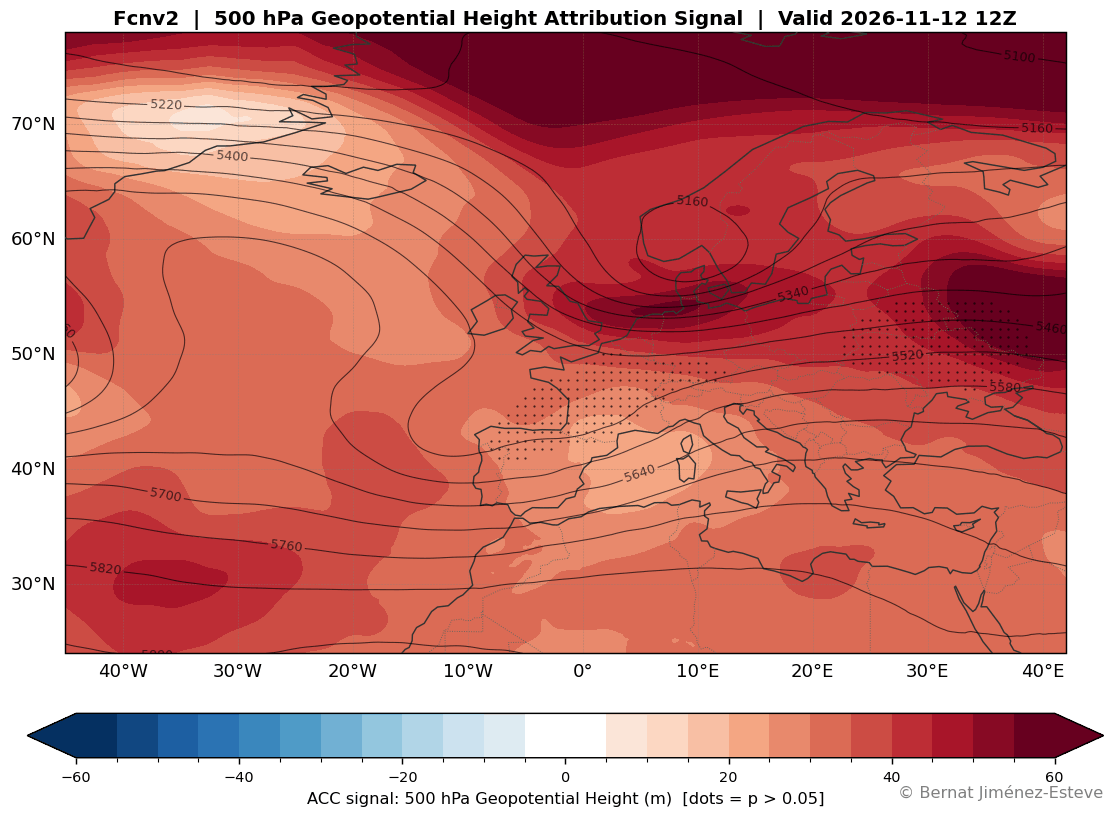 Fcnv2 | 500 hPa Geopotential Height Attribution Signal | Valid 2026-11-12 12Z
5100
5220
70°N
5160
5400
5160
60°N
5340
5460
50°N
5520
5580
40°N
5640
5700
5760
5820
30°N
40°W 30°W 20°W 10°W 0° 10°E 20°E 30°E 40°E
−60 −40 −20 0 20 40 60
ACC signal: 500 hPa Geopotential Height (m) [dots = p > 0.05]
© Bernat Jiménez-Esteve